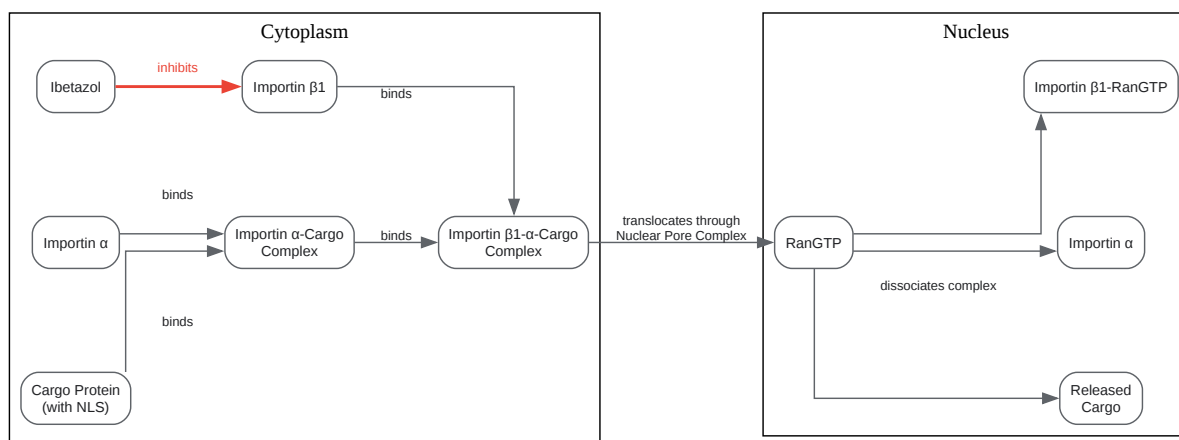 Cytoplasm
Nucleus
Ibetazol
inhibits
Importin β1
binds
Importin β1-RanGTP
binds
Importin α
Importin α-Cargo
Complex
binds
Importin β1-α-Cargo
Complex
translocates through
Nuclear Pore Complex
RanGTP
Importin α
dissociates complex
binds
Cargo Protein
(with NLS)
Released
Cargo